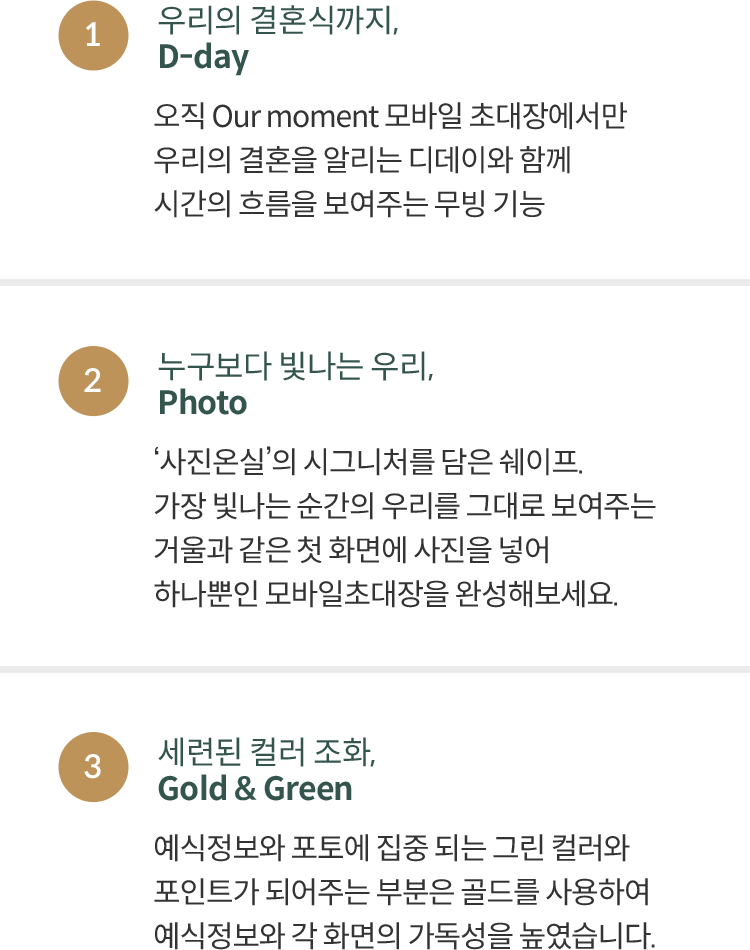 1
우리의 결혼식까지,
D-day
오직 Our moment 모바일 초대장에서만
우리의 결혼을 알리는 디데이와 함께
시간의 흐름을 보여주는 무빙 기능
2
누구보다 빛나는 우리,
Photo
‘사진온실’의 시그니처를 담은 쉐이프.
가장 빛나는 순간의 우리를 그대로 보여주는
거울과 같은 첫 화면에 사진을 넣어
하나뿐인 모바일초대장을 완성해보세요.
3
세련된 컬러 조화,
Gold & Green
예식정보와 포토에 집중 되는 그린 컬러와
포인트가 되어주는 부분은 골드를 사용하여
예식정보와 각 화면의 가독성을 높였습니다.